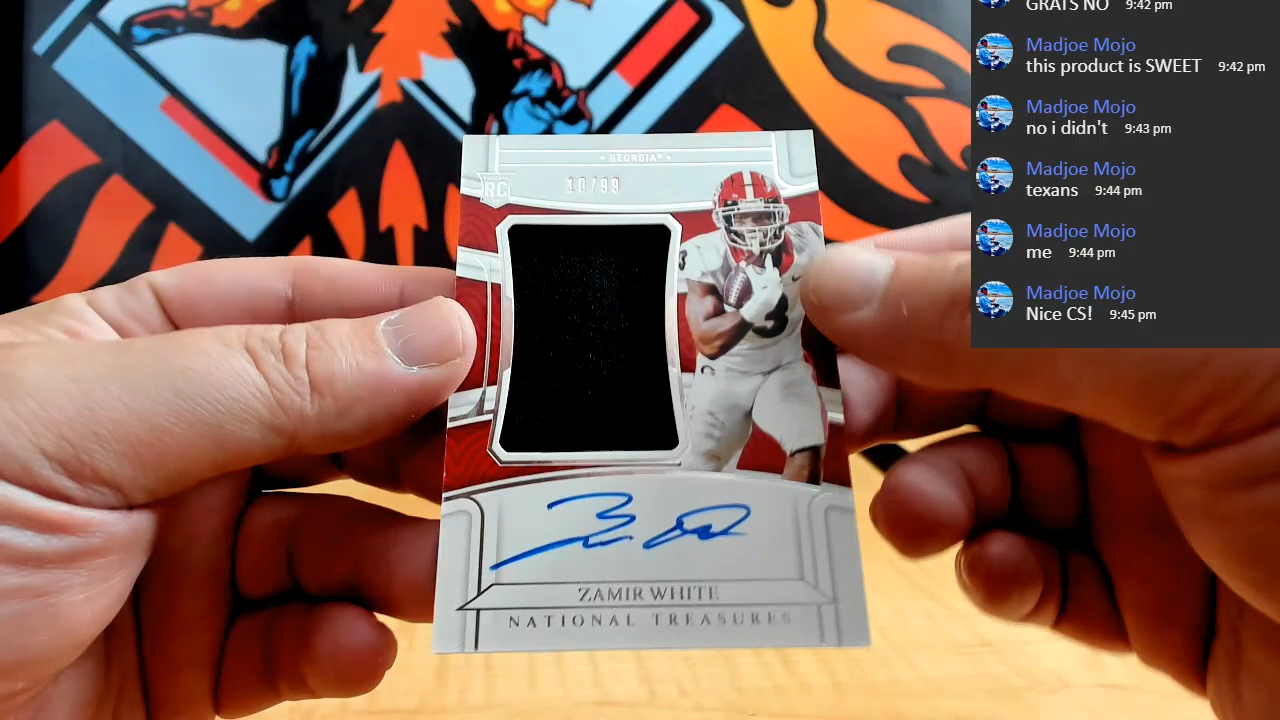 GEORGIA
RC
10/99
3
3
G
ZAMIR WHITE
NATIONAL TREASURES
GRATS NO 9:42 pm
Madjoe Mojo
this product is SWEET 9:42 pm
Madjoe Mojo
no i didn't 9:43 pm
Madjoe Mojo
texans 9:44 pm
Madjoe Mojo
me 9:44 pm
Madjoe Mojo
Nice CS! 9:45 pm